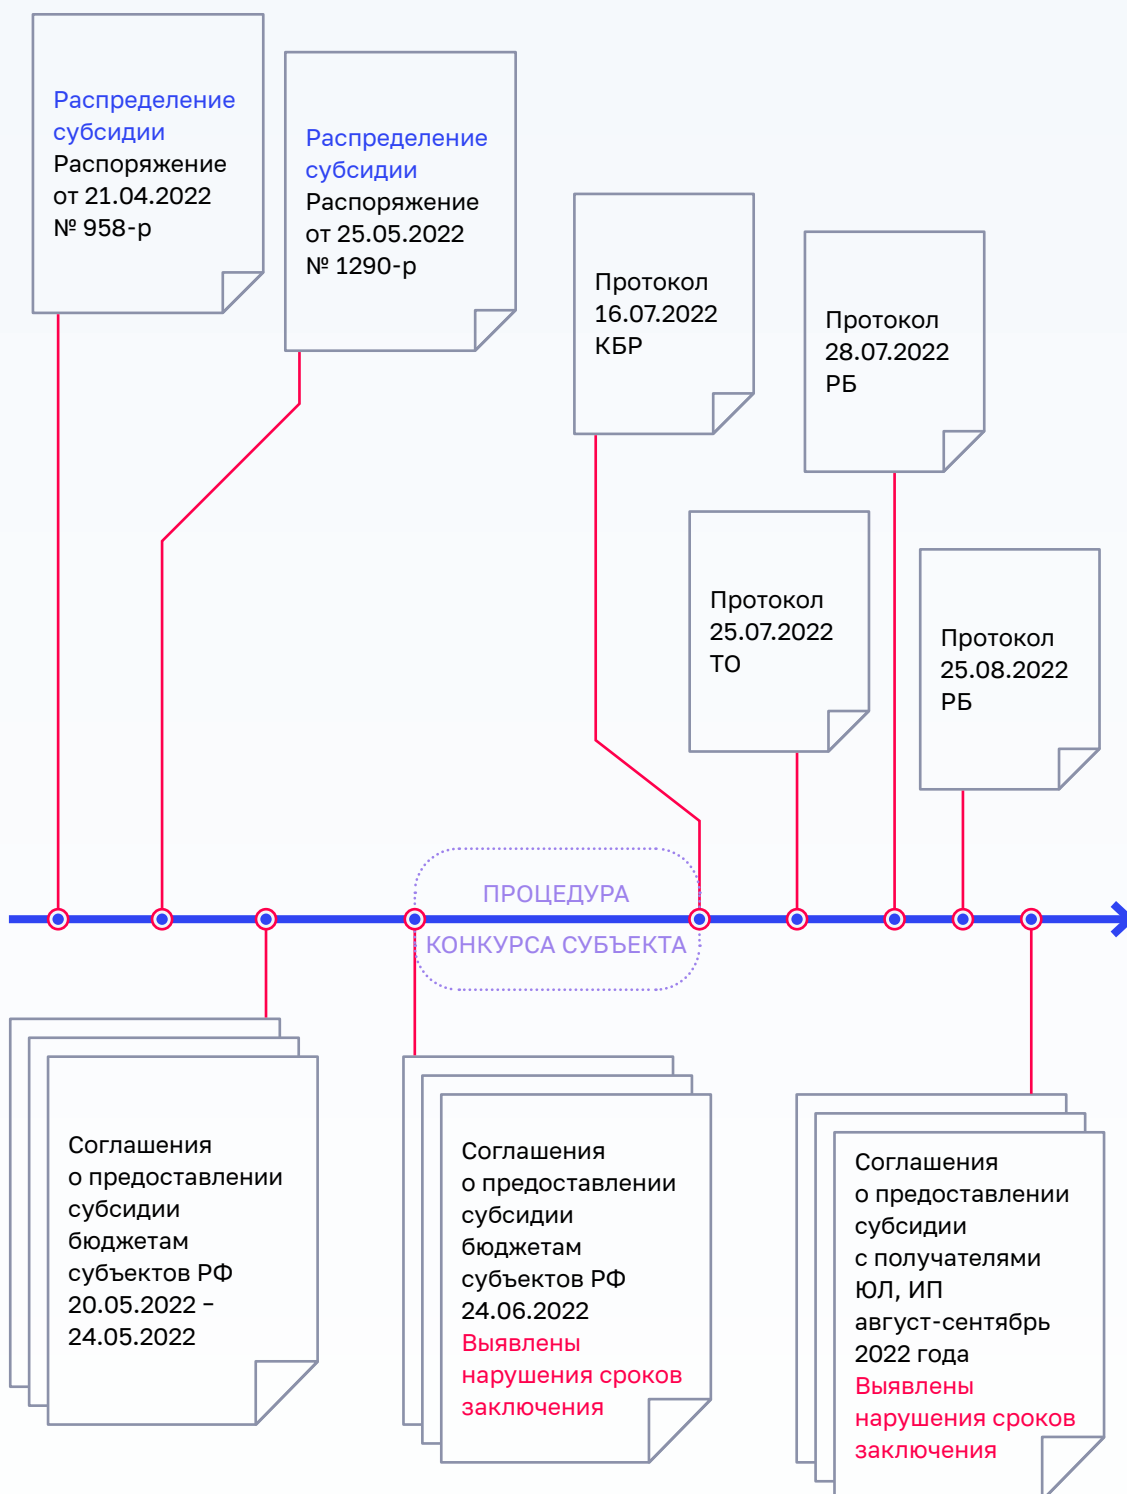 Распределение
субсидии
Распоряжение
от 21.04.2022
№ 958-р
Распределение
субсидии
Распоряжение
от 25.05.2022
№ 1290-р
Протокол
16.07.2022
КБР
Протокол
28.07.2022
РБ
Протокол
25.07.2022
ТО
Протокол
25.08.2022
РБ
ПРОЦЕДУРА
КОНКУРСА СУБЪЕКТА
Соглашения
о предоставлении
субсидии
бюджетам
субъектов РФ
20.05.2022 –
24.05.2022
Соглашения
о предоставлении
субсидии
бюджетам
субъектов РФ
24.06.2022
Выявлены
нарушения сроков
заключения
Соглашения
о предоставлении
субсидии
с получателями
ЮЛ, ИП
август-сентябрь
2022 года
Выявлены
нарушения сроков
заключения